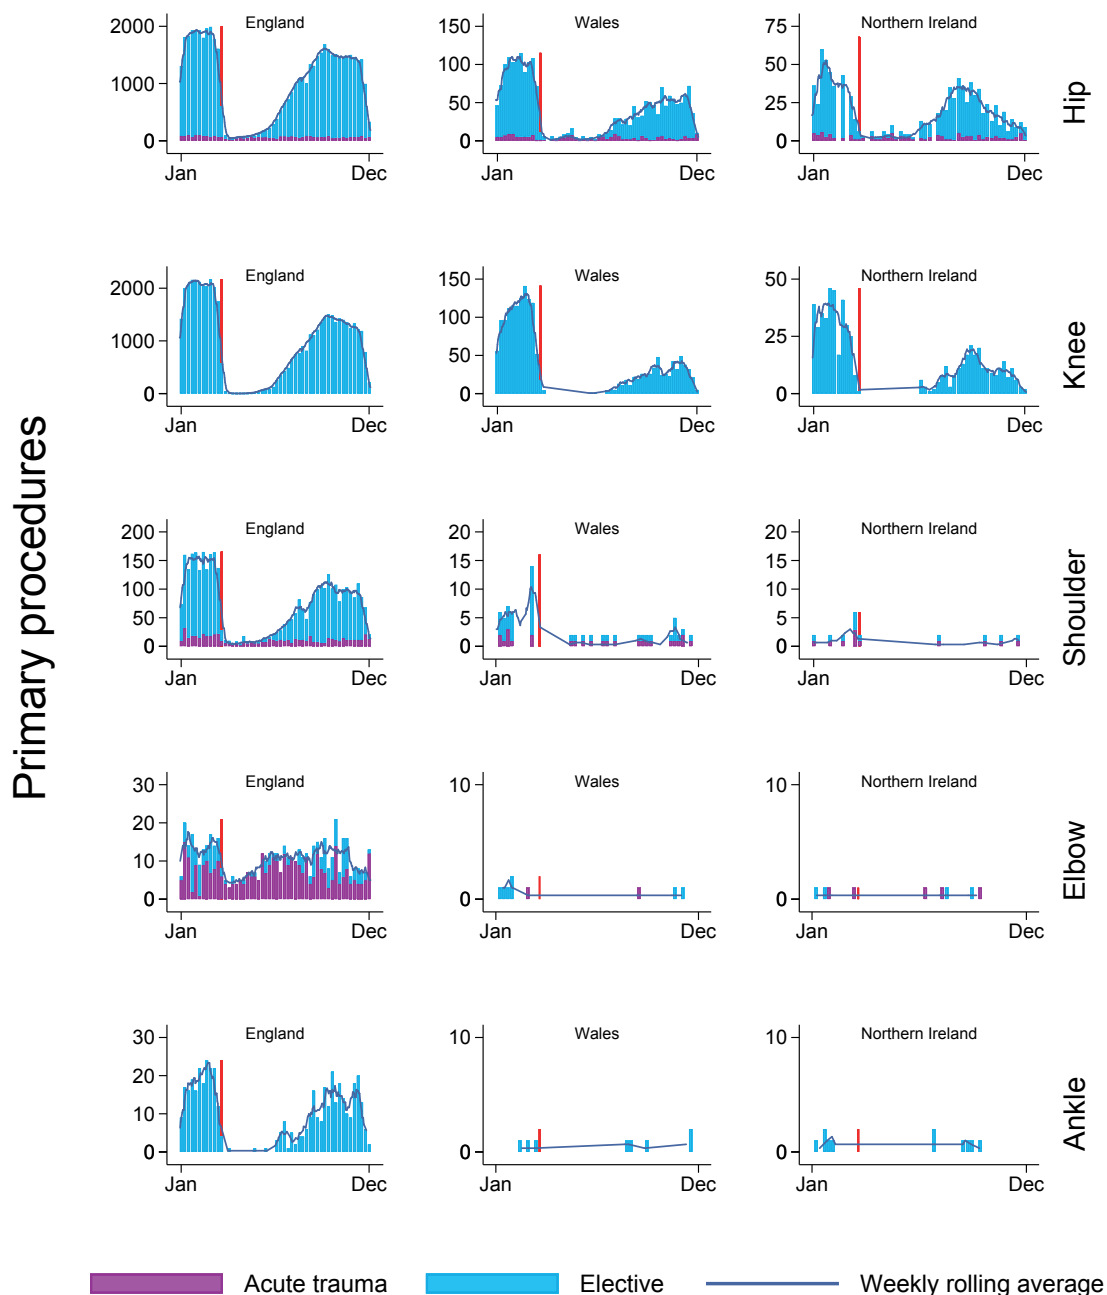 Primary procedures
England
Wales
Northern Ireland
2000
1000
0
Jan
Dec
150
100
50
0
Jan
Dec
75
50
25
0
Jan
Dec
Hip
England
Wales
Northern Ireland
2000
1000
0
Jan
Dec
150
100
50
0
Jan
Dec
50
25
0
Jan
Dec
Knee
England
Wales
Northern Ireland
200
150
100
50
0
Jan
Dec
20
15
10
5
0
Jan
Dec
20
15
10
5
0
Jan
Dec
Shoulder
England
Wales
Northern Ireland
30
20
10
0
Jan
Dec
10
0
Jan
Dec
10
0
Jan
Dec
Elbow
England
Wales
Northern Ireland
30
20
10
0
Jan
Dec
10
0
Jan
Dec
10
0
Jan
Dec
Ankle
Acute trauma
Elective
Weekly rolling average